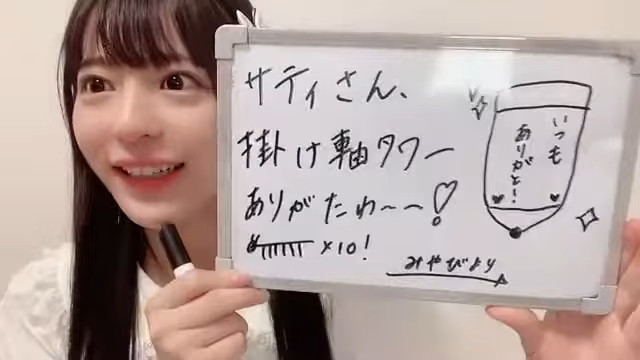 サティさん、
掛け軸タワー
ありがたわ～～!
×10!
みやびより
いつも
ありがと!